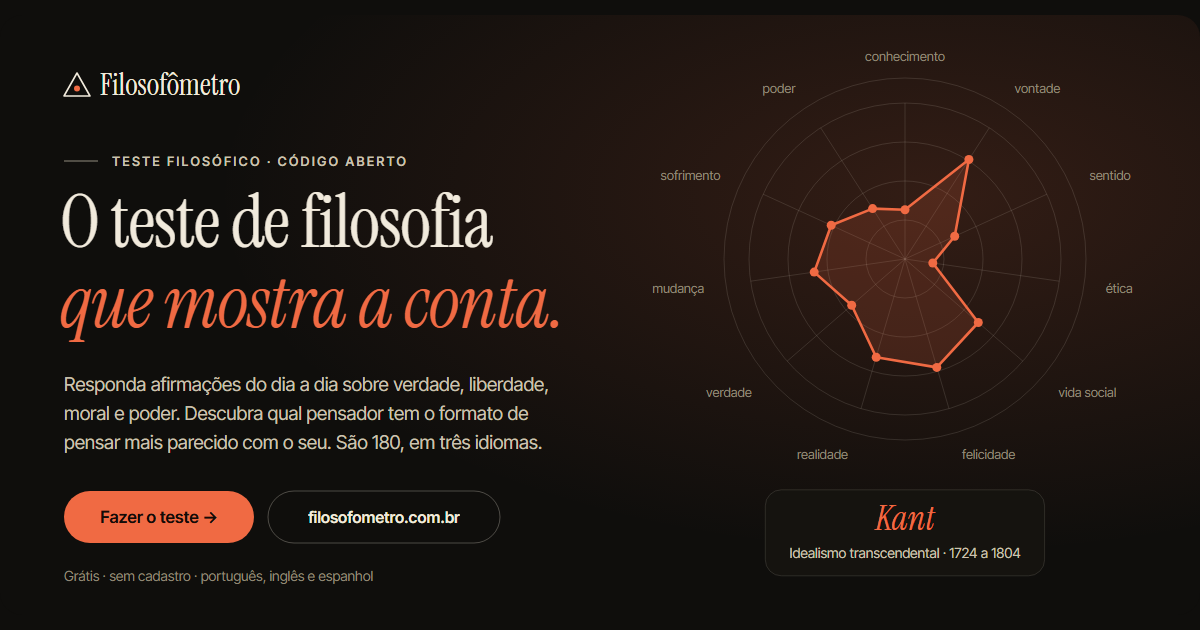 Filosofômetro
TESTE FILOSÓFICO · CÓDIGO ABERTO
O teste de filosofia
que mostra a conta.
Responda afirmações do dia a dia sobre verdade, liberdade,
moral e poder. Descubra qual pensador tem o formato de
pensar mais parecido com o seu. São 180, em três idiomas.
Fazer o teste →
filosofometro.com.br
Grátis · sem cadastro · português, inglês e espanhol
conhecimento
poder
vontade
sofrimento
sentido
mudança
ética
verdade
vida social
realidade
felicidade
Kant
Idealismo transcendental · 1724 a 1804